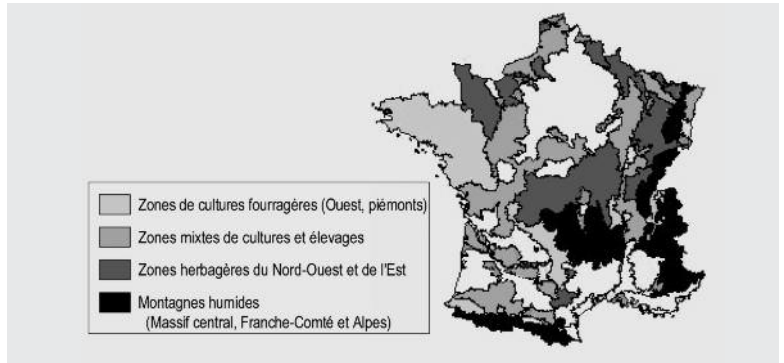 Zones de cultures fourragères (Ouest, piémonts)
Zones mixtes de cultures et élevages
Zones herbagères du Nord-Ouest et de l'Est
Montagnes humides
(Massif central, Franche-Comté et Alpes)